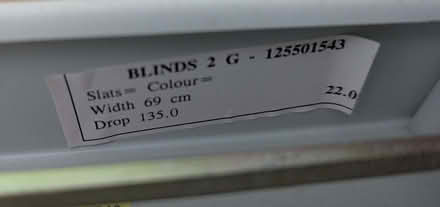 BLINDS 2 G - 125501543
Slats= Colour=
Width 69 cm
Drop 135.0 22.0